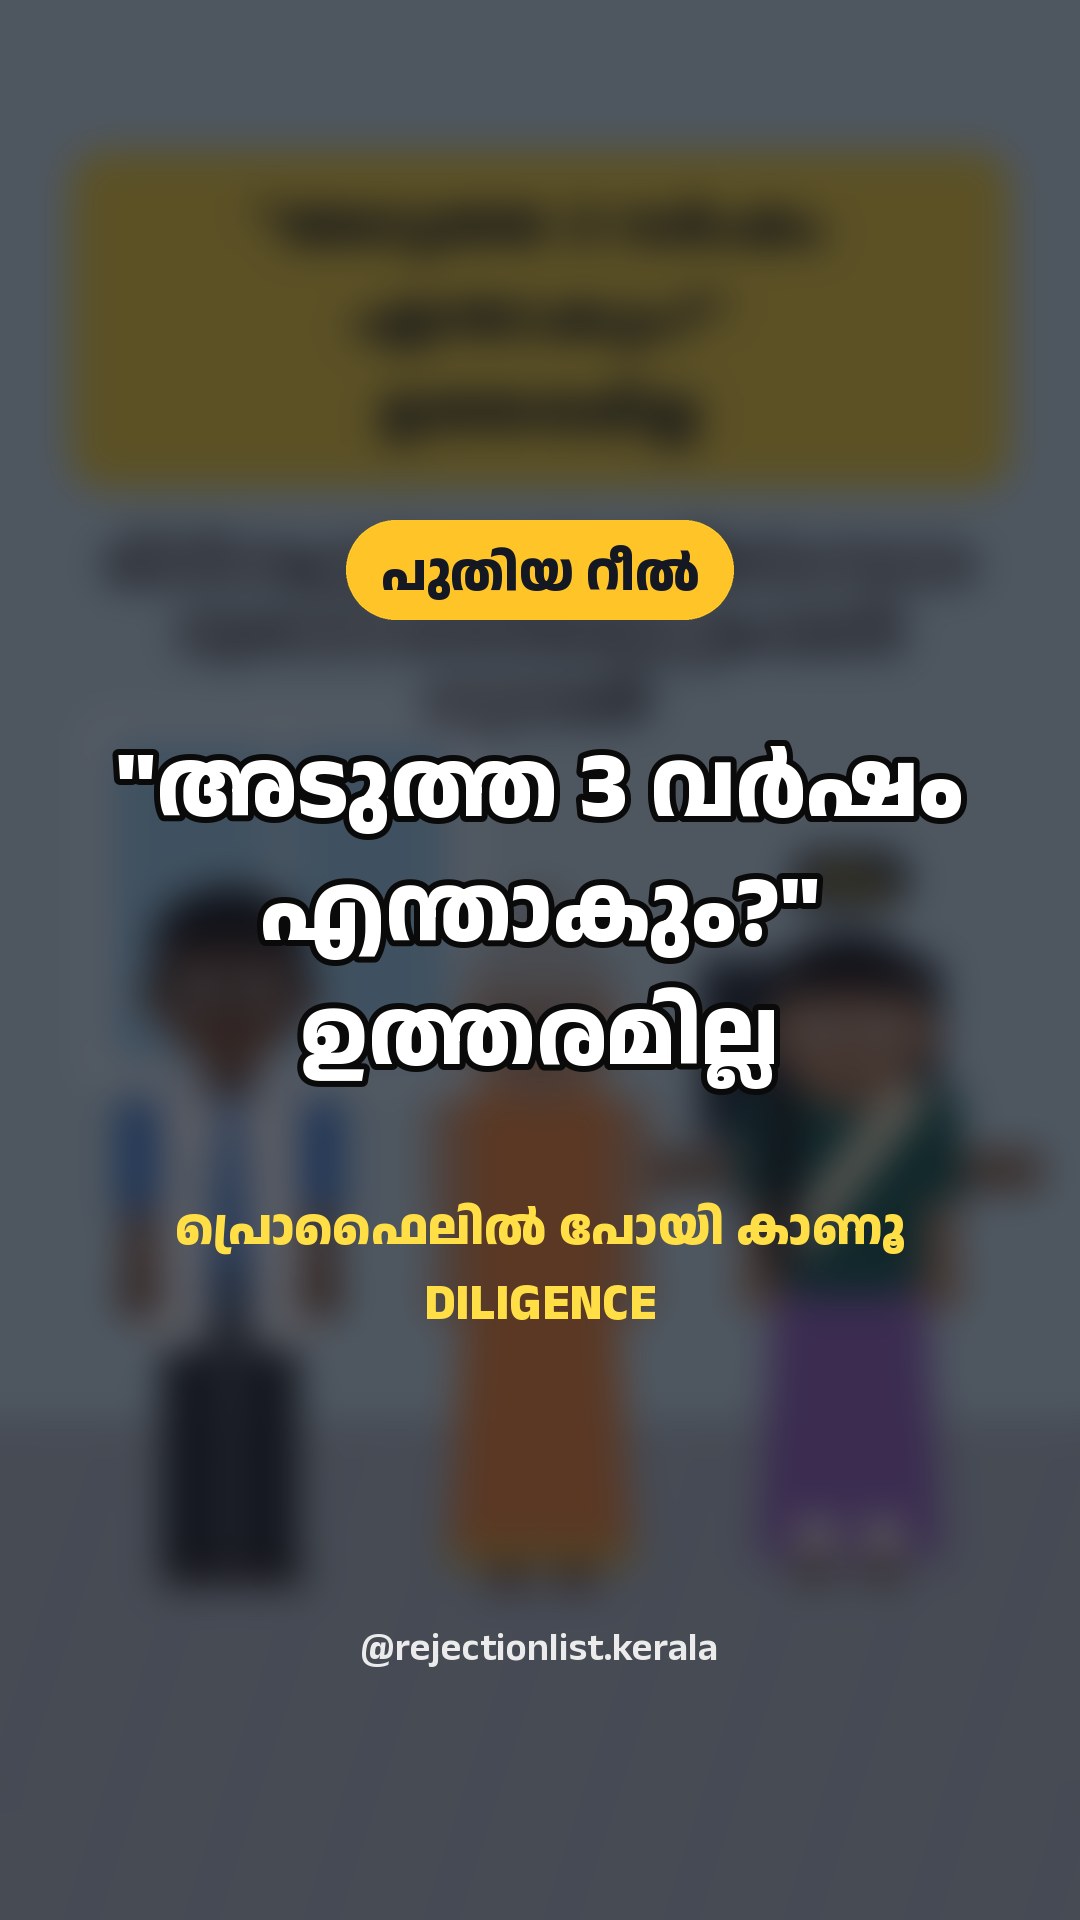 പുതിയ റീൽ
"അടുത്ത 3 വർഷം
എന്താകും?"
ഉത്തരമില്ല
പ്രൊഫൈലിൽ പോയി കാണൂ
DILIGENCE
@rejectionlist.kerala